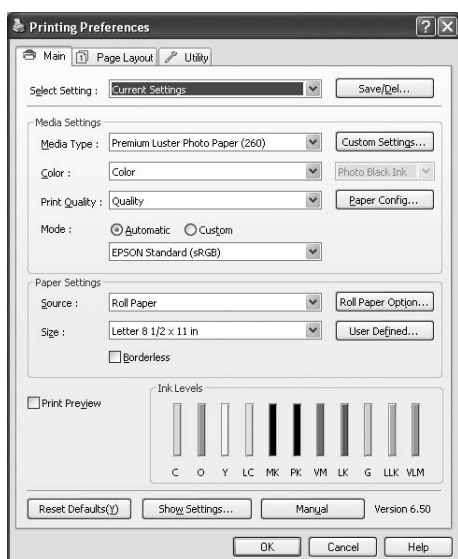 Printing Preferences
Main Page Layout Utility
Select Setting : Current Settings Save/Del...
Media Settings
Media Type : Premium Luster Photo Paper (260) Custom Settings...
Color : Color Photo Black Ink
Print Quality : Quality Paper Config...
Mode : Automatic Custom
EPSON Standard (sRGB)
Paper Settings
Source : Roll Paper Roll Paper Option...
Size : Letter 8 1/2 x 11 in User Defined...
Borderless
Print Preview
Ink Levels
C O Y LC MK PK VM LK G LLK VLM
Reset Defaults(Y) Show Settings... Manual Version 6.50
OK Cancel Help